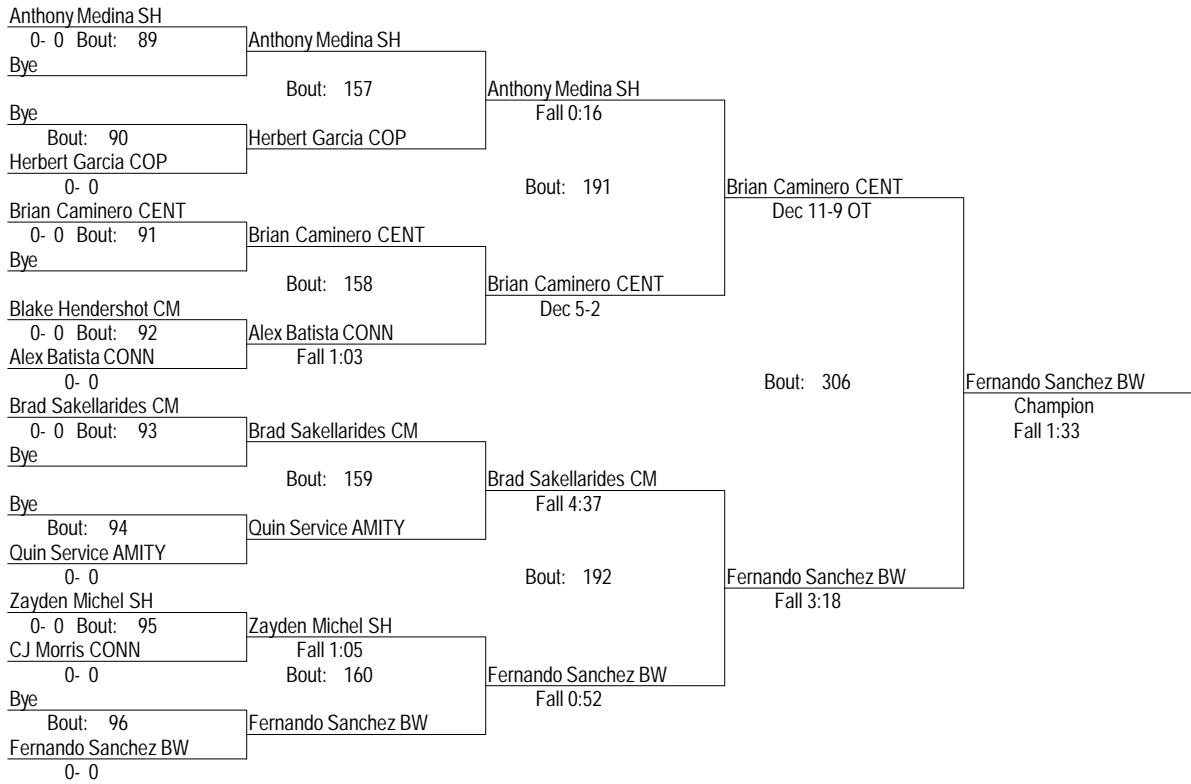 Anthony Medina SH
0- 0 Bout: 89
Bye
Bye
Bout: 90
Herbert Garcia COP
0- 0
Brian Caminero CENT
0- 0 Bout: 91
Bye
Blake Hendershot CM
0- 0 Bout: 92
Alex Batista CONN
0- 0
Brad Sakellarides CM
0- 0 Bout: 93
Bye
Bye
Bout: 94
Quin Service AMITY
0- 0
Zayden Michel SH
0- 0 Bout: 95
CJ Morris CONN
0- 0
Bye
Bout: 96
Fernando Sanchez BW
0- 0
Anthony Medina SH
Bout: 157
Herbert Garcia COP
Brian Caminero CENT
Bout: 158
Alex Batista CONN
Fall 1:03
Brad Sakellarides CM
Bout: 159
Quin Service AMITY
Zayden Michel SH
Fall 1:05
Bout: 160
Fernando Sanchez BW
Anthony Medina SH
Fall 0:16
Bout: 191
Brian Caminero CENT
Dec 5-2
Brad Sakellarides CM
Fall 4:37
Bout: 192
Fernando Sanchez BW
Fall 0:52
Brian Caminero CENT
Dec 11-9 OT
Bout: 306
Fernando Sanchez BW
Fall 3:18
Fernando Sanchez BW
Champion
Fall 1:33